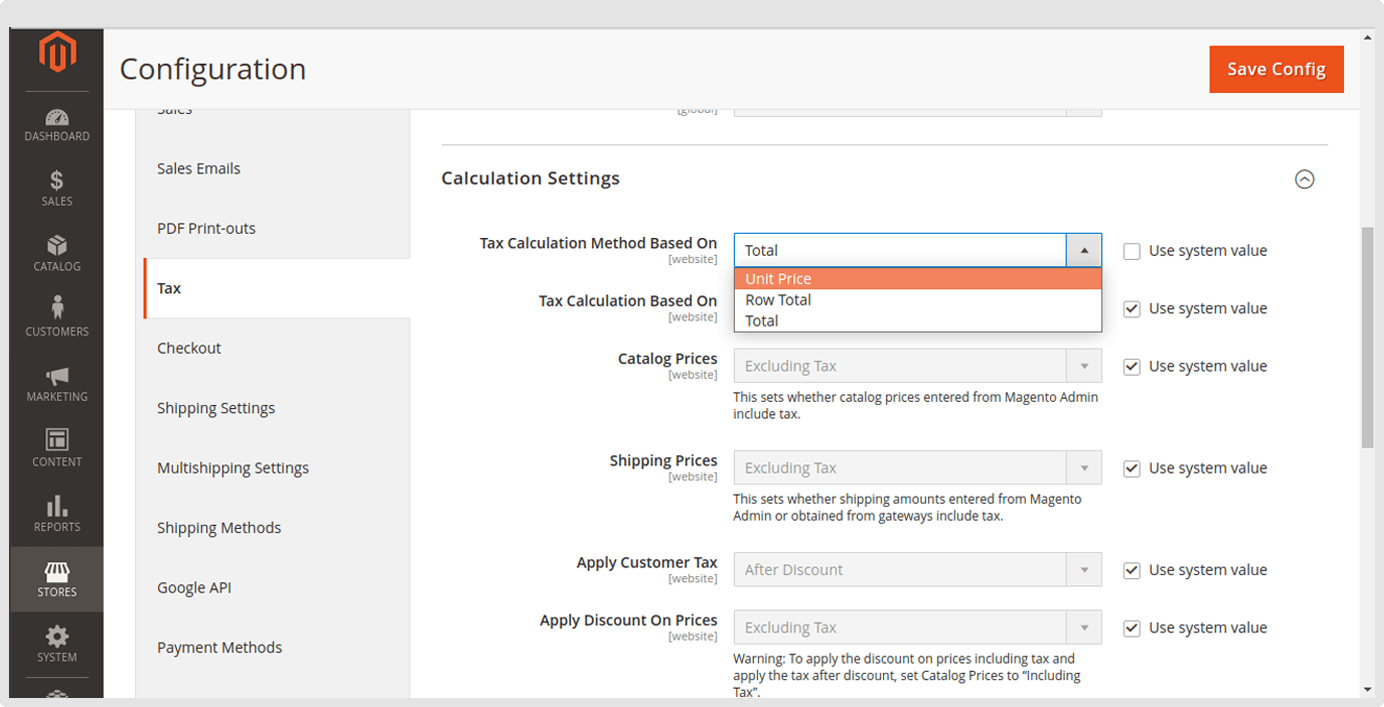 Configuration
Save Config
DASHBOARD
SALES
CATALOG
CUSTOMERS
MARKETING
CONTENT
REPORTS
STORES
SYSTEM
Sales
Sales Emails
PDF Print-outs
Tax
Checkout
Shipping Settings
Multishipping Settings
Shipping Methods
Google API
Payment Methods
[global]
Calculation Settings
Tax Calculation Method Based On
[website]
Total
Use system value
Unit Price
Row Total
Total
Tax Calculation Based On
[website]
Use system value
Catalog Prices
[website]
Excluding Tax
Use system value
This sets whether catalog prices entered from Magento Admin
include tax.
Shipping Prices
[website]
Excluding Tax
Use system value
This sets whether shipping amounts entered from Magento
Admin or obtained from gateways include tax.
Apply Customer Tax
[website]
After Discount
Use system value
Apply Discount On Prices
[website]
Excluding Tax
Use system value
Warning: To apply the discount on prices including tax and
apply the tax after discount, set Catalog Prices to “Including
Tax”.